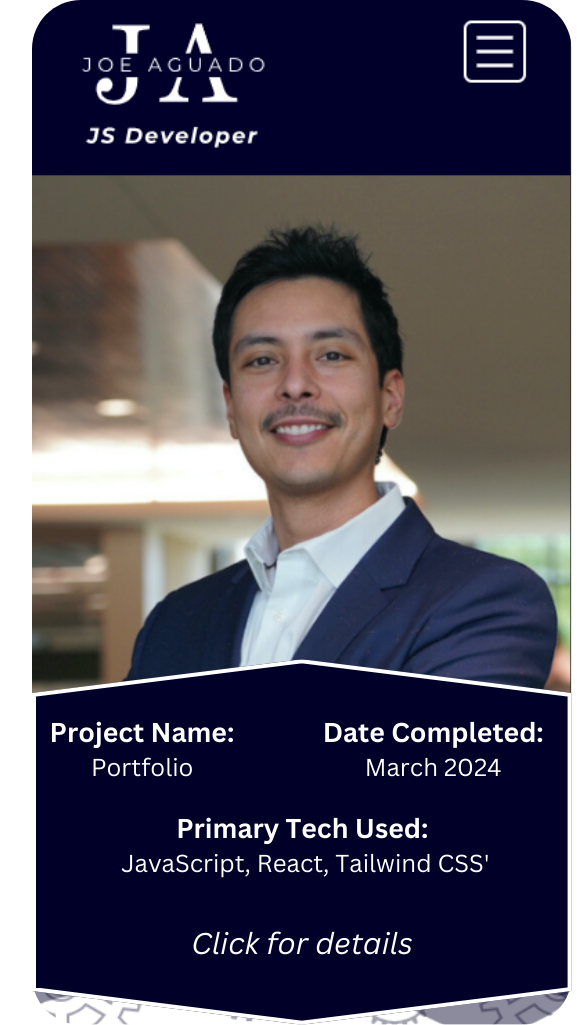 JA
JOE AGUADO
JS Developer
Project Name:
Portfolio
Date Completed:
March 2024
Primary Tech Used:
JavaScript, React, Tailwind CSS'
Click for details